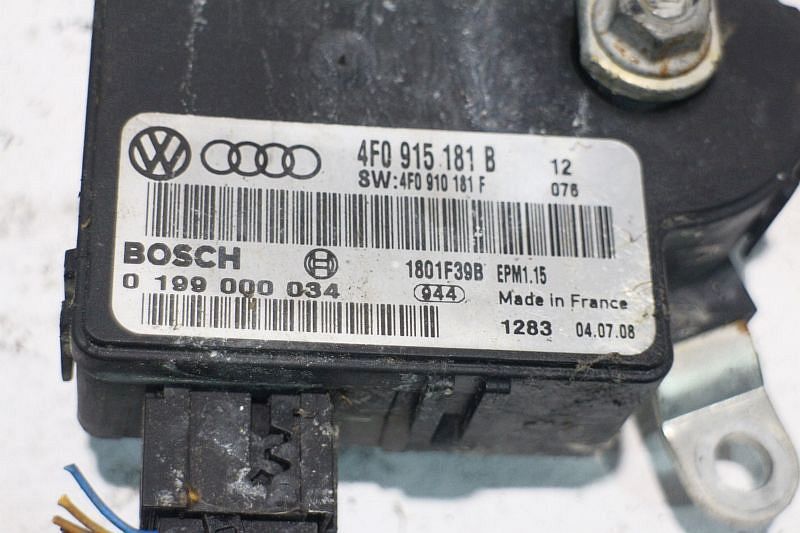 4F0 915 181 B 12
SW:4F0 910 181 F 076
BOSCH 1801F39B EPM1.15
0 199 000 034 944 Made in France
1283 04.07.08